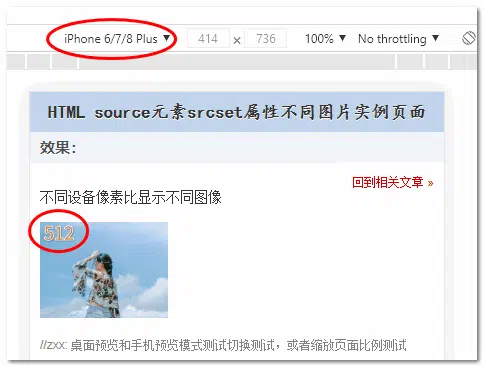 iPhone 6/7/8 Plus ▼ 414 × 736 100% ▼ No throttling ▼
HTML source元素srcset属性不同图片实例页面
效果：
回到相关文章 »
不同设备像素比显示不同图像
512
//zxx: 桌面预览和手机预览模式测试切换测试，或者缩放页面比例测试